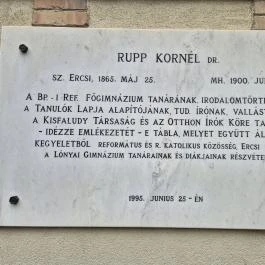 RUPP KORNÉL DR.
SZ. ERCSI, 1865. MÁJ 25. MH. 1900. JU
A BP.-I REF. FŐGIMNÁZIUM TANÁRÁNAK, IRODALOMTÖRT
A TANULÓK LAPJA ALAPÍTÓJÁNAK, TUD. ÍRÓNAK, VALLÁST
A KISFALUDY TÁRSASÁG ÉS AZ OTTHON ÍRÓK KÖRE TA
- IDÉZZE EMLÉKEZETÉT - E TÁBLA, MELYET EGYÜTT ÁL
KEGYELETBŐL REFORMÁTUS ÉS R. KATOLIKUS KÖZÖSSÉG, ERCSI
A LÓNYAI GIMNÁZIUM TANÁRAINAK ÉS DIÁKJAINAK RÉSZVÉTE
1995. JUNIUS 25-ÉN